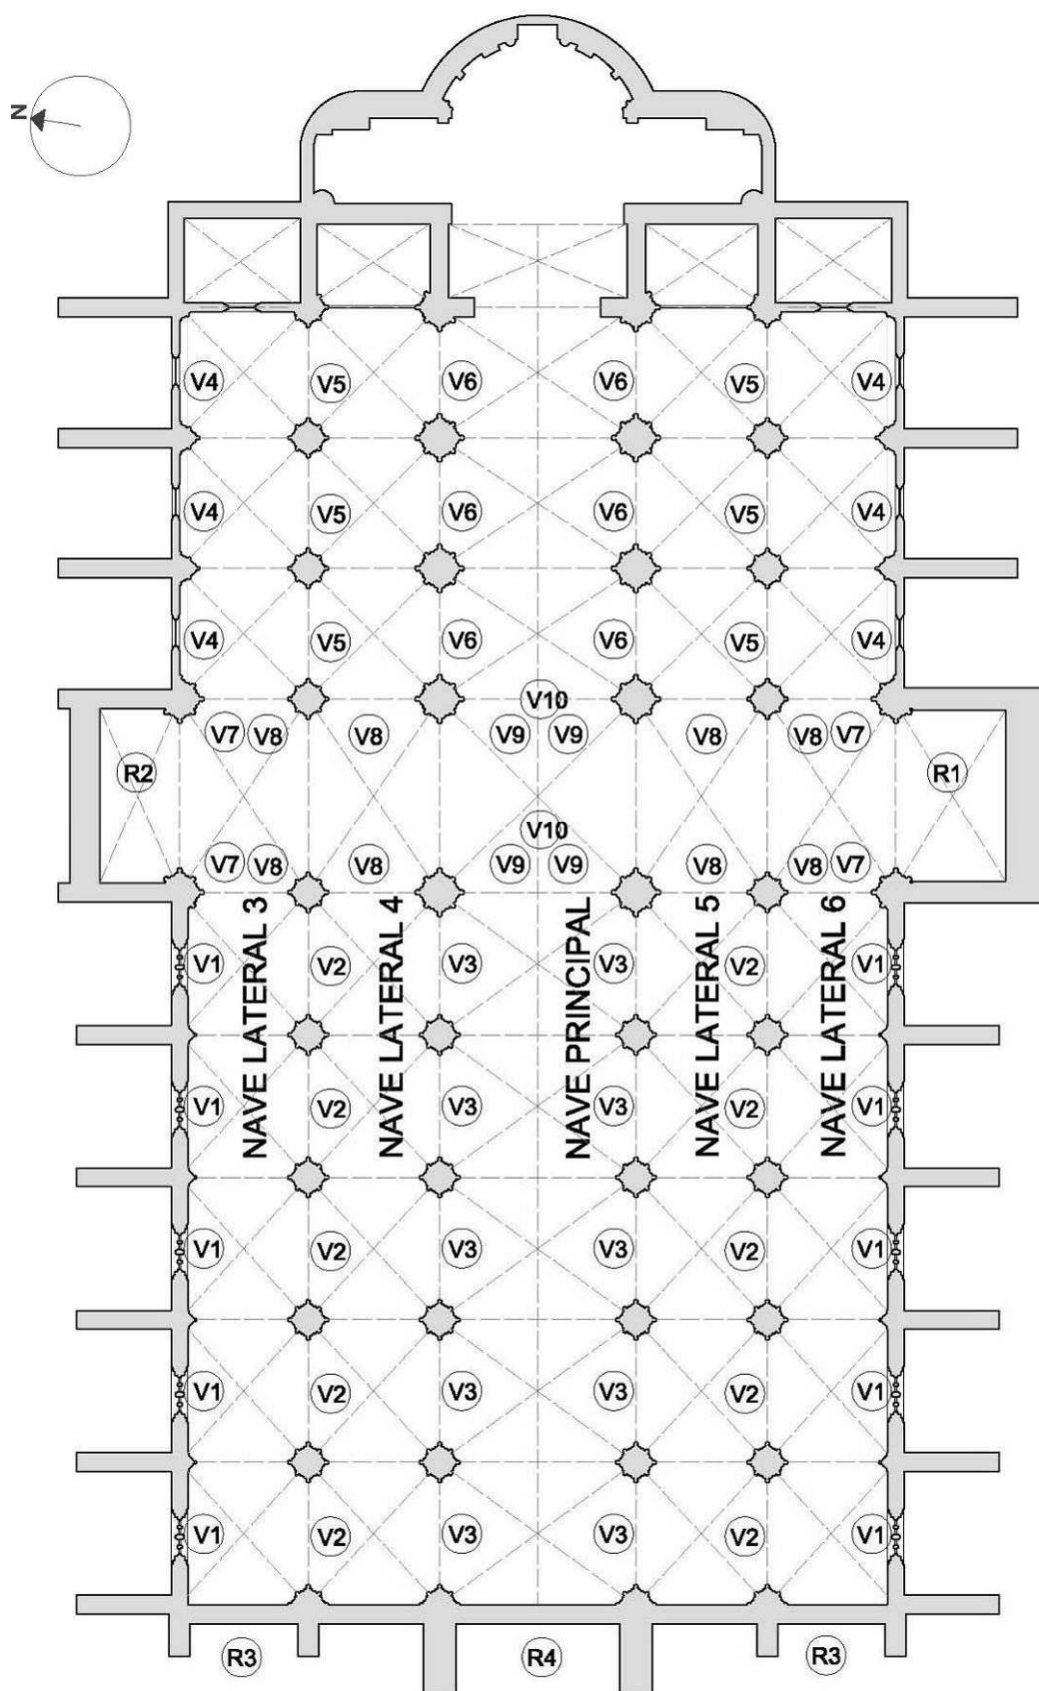 N
V4 V5 V6 V6 V5 V4
V4 V5 V6 V6 V5 V4
V4 V5 V6 V6 V5 V4
V10
V7 V8 V8 V9 V9 V8 V8 V7
R2 R1
V10
V7 V8 V8 V9 V9 V8 V8 V7
NAVE LATERAL 3
NAVE LATERAL 4
NAVE PRINCIPAL
NAVE LATERAL 5
NAVE LATERAL 6
V1 V2 V3 V3 V2 V1
V1 V2 V3 V3 V2 V1
V1 V2 V3 V3 V2 V1
V1 V2 V3 V3 V2 V1
V1 V2 V3 V3 V2 V1
R3 R4 R3